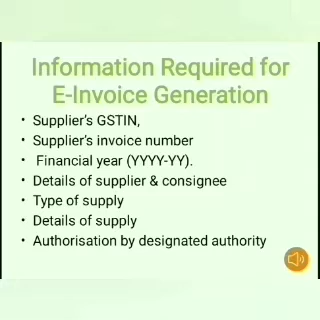 Information Required for
E-Invoice Generation
• Supplier's GSTIN,
• Supplier's invoice number
• Financial year (YYYY-YY).
• Details of supplier & consignee
• Type of supply
• Details of supply
• Authorisation by designated authority